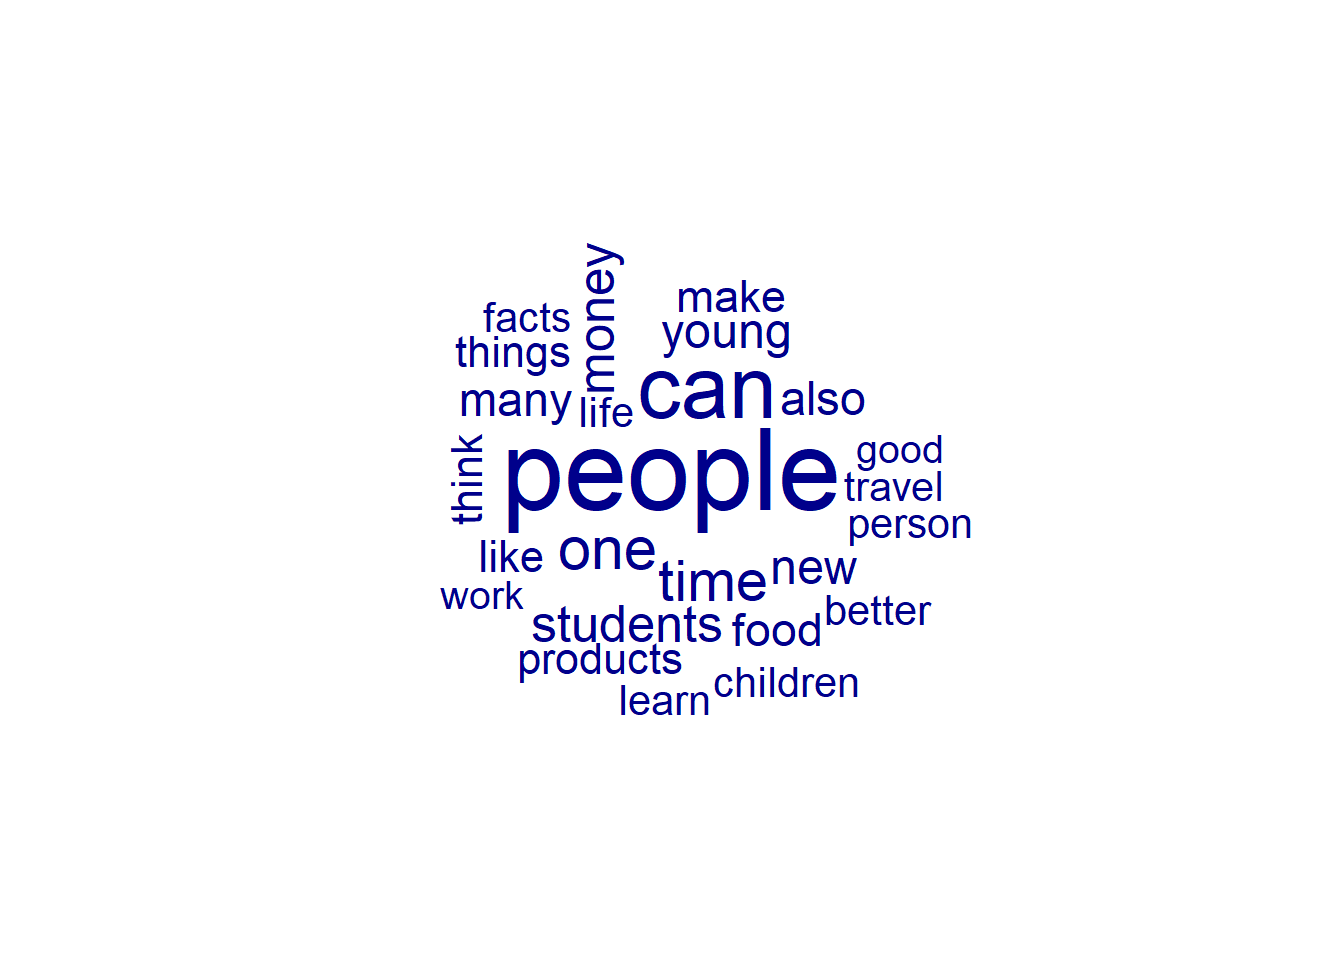 money
make
facts
young
things
can
many
life
also
people
think
good
travel
person
like
one
time
new
work
better
students
food
products
children
learn